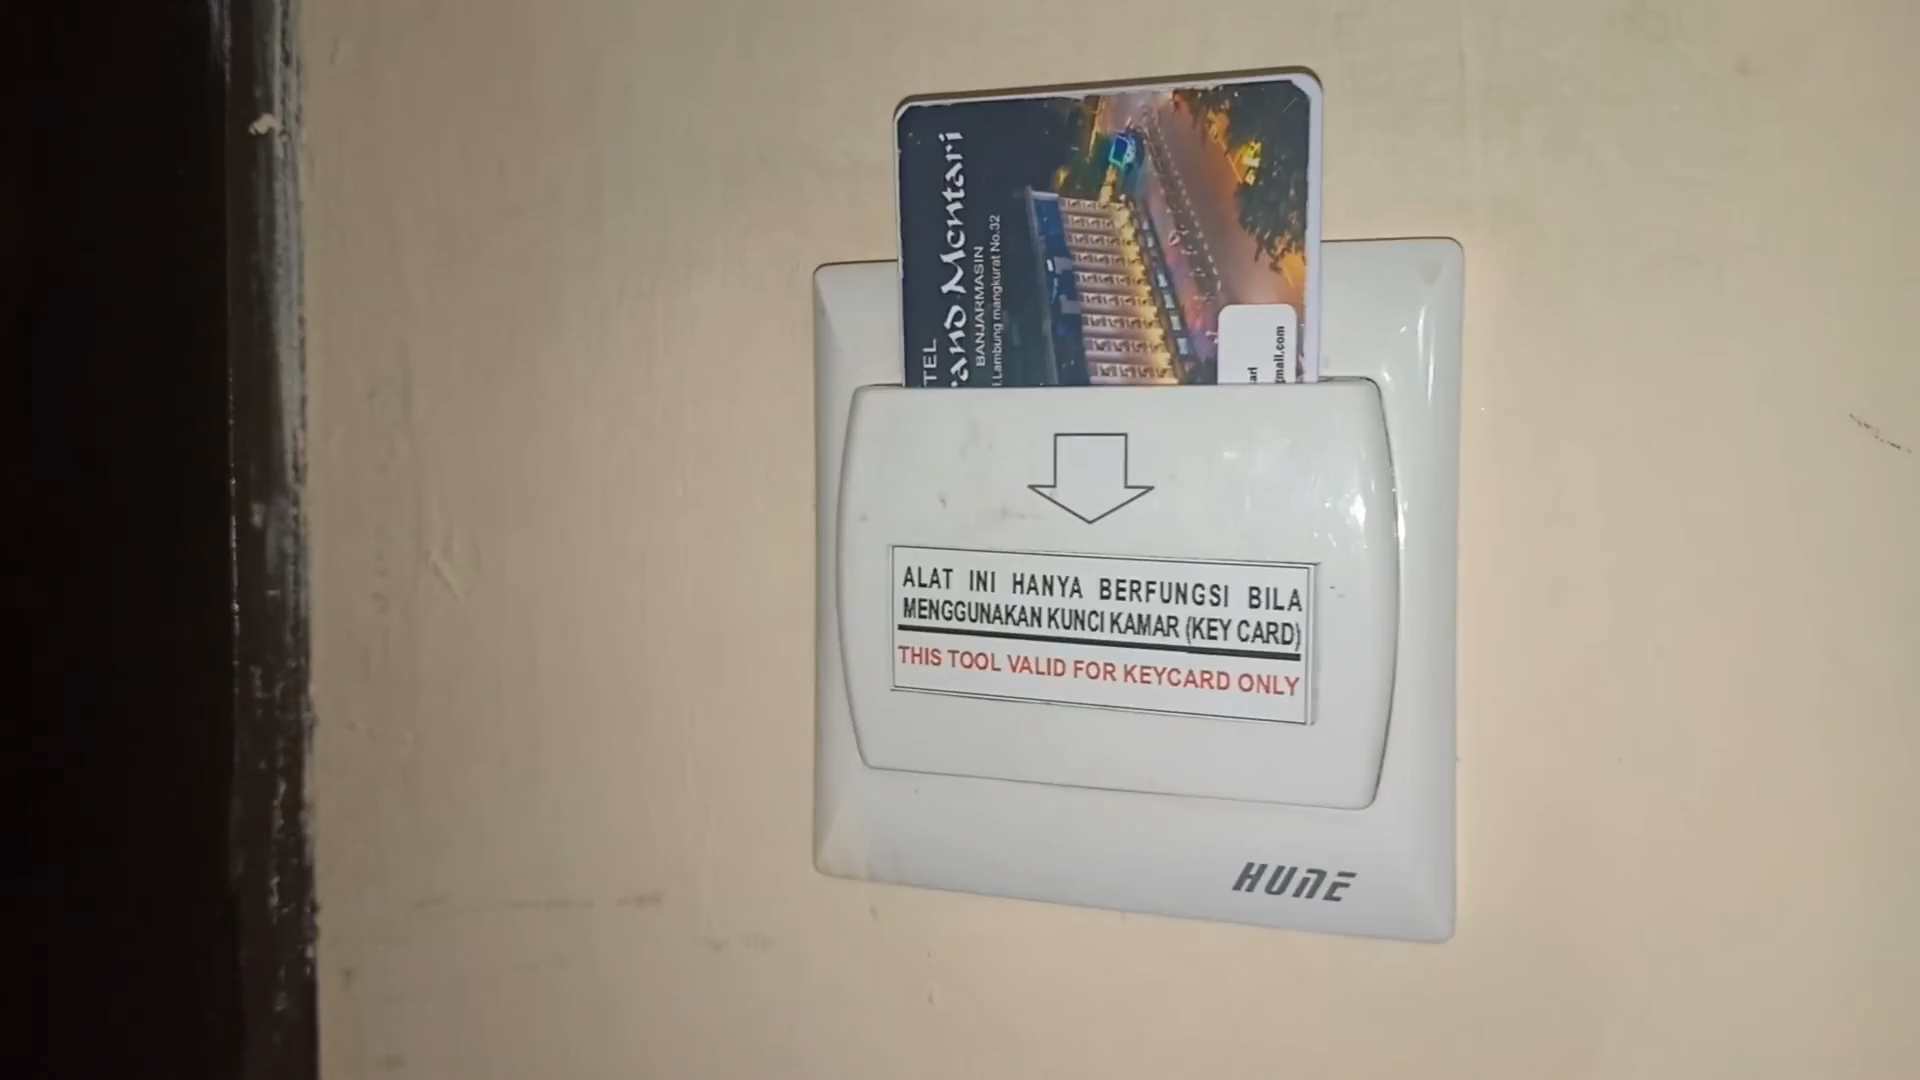 TEL
and Mentari
BANJARMASIN
l.Lambung mangkurat No.32
ari
gmail.com
ALAT INI HANYA BERFUNGSI BILA
MENGGUNAKAN KUNCI KAMAR (KEY CARD)
THIS TOOL VALID FOR KEYCARD ONLY
HUNE